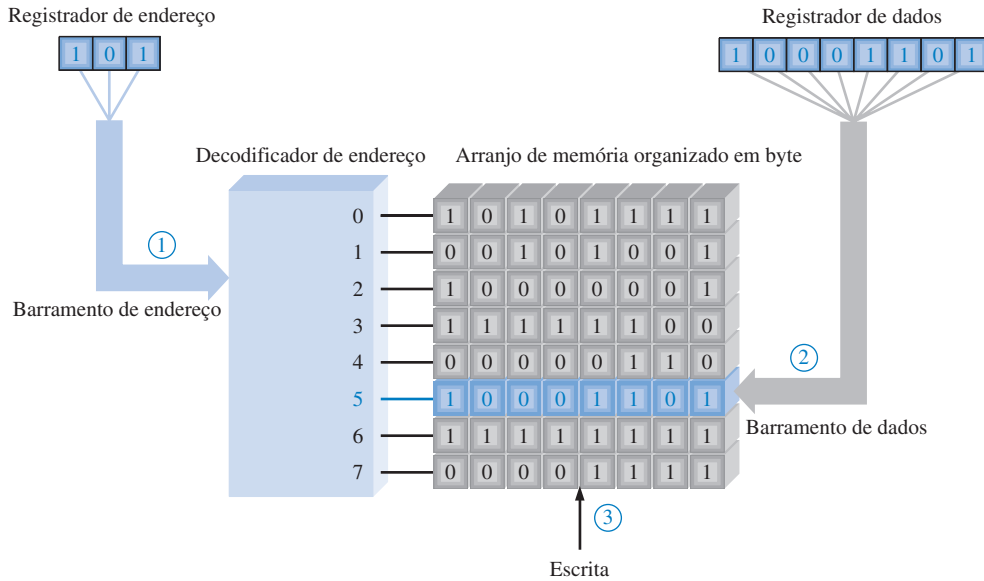 Registrador de endereço
1 0 1
Registrador de dados
1 0 0 0 1 1 0 1
Decodificador de endereço
Arranjo de memória organizado em byte
0 1 0 1 0 1 1 1 1
1 0 0 1 0 1 0 0 1
2 1 0 0 0 0 0 0 1
3 1 1 1 1 1 1 0 0
4 0 0 0 0 0 1 1 0
5 1 0 0 0 1 1 0 1
6 1 1 1 1 1 1 1 1
7 0 0 0 0 1 1 1 1
1
Barramento de endereço
2
Barramento de dados
3
Escrita